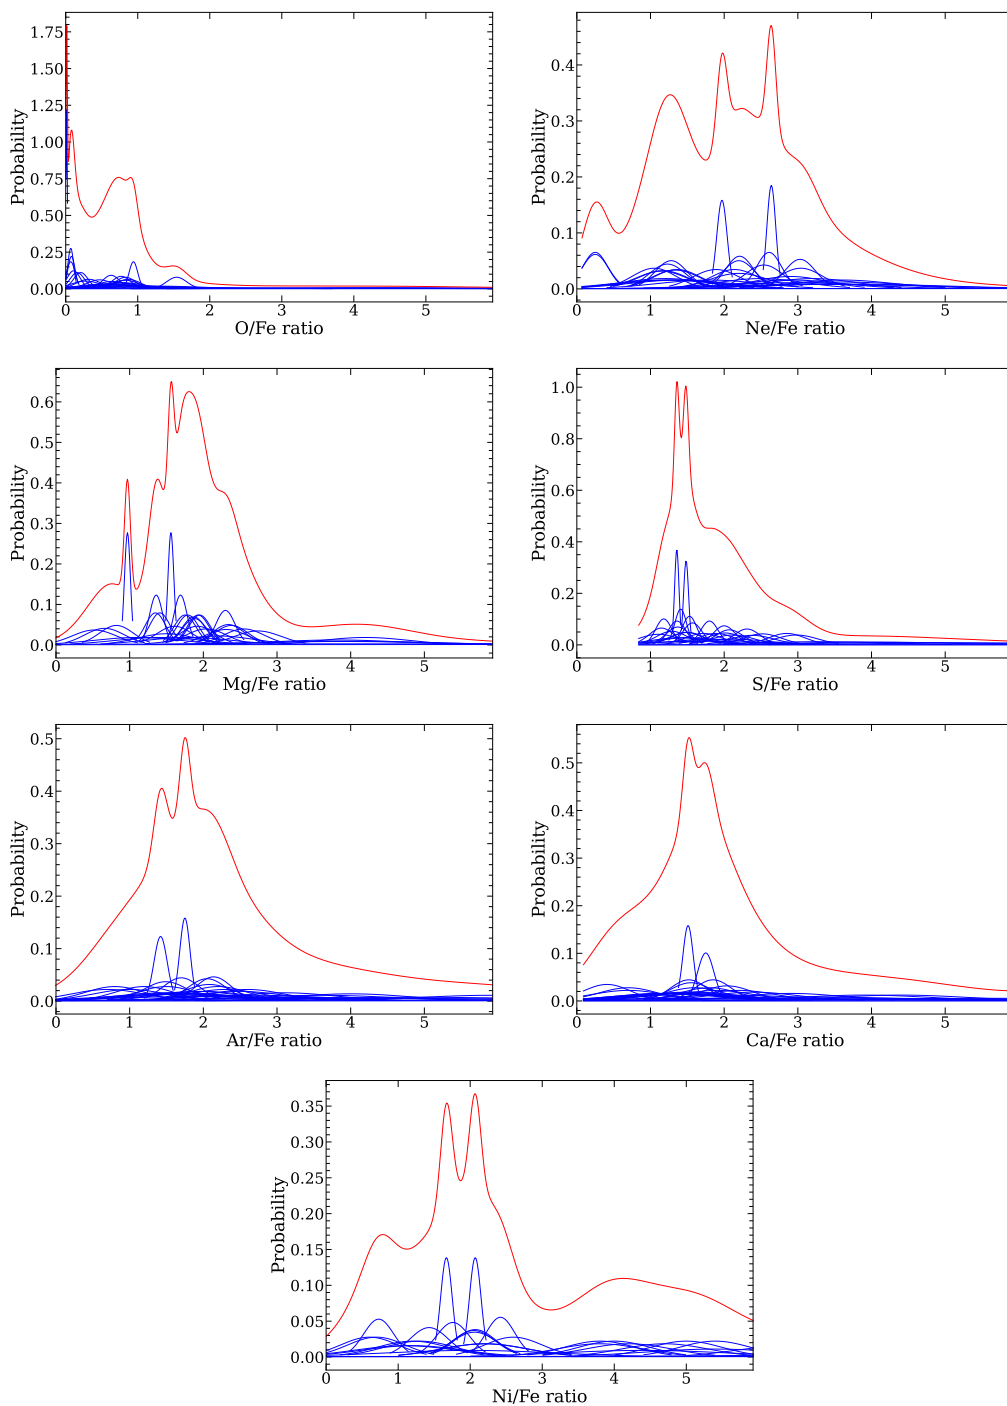 1.75
1.50
1.25
1.00
0.75
0.50
0.25
0.00
Probability
0 1 2 3 4 5
O/Fe ratio
0.4
0.3
0.2
0.1
0.0
Probability
0 1 2 3 4 5
Ne/Fe ratio
0.6
0.5
0.4
0.3
0.2
0.1
0.0
Probability
0 1 2 3 4 5
Mg/Fe ratio
1.0
0.8
0.6
0.4
0.2
0.0
Probability
0 1 2 3 4 5
S/Fe ratio
0.5
0.4
0.3
0.2
0.1
0.0
Probability
0 1 2 3 4 5
Ar/Fe ratio
0.5
0.4
0.3
0.2
0.1
0.0
Probability
0 1 2 3 4 5
Ca/Fe ratio
0.35
0.30
0.25
0.20
0.15
0.10
0.05
0.00
Probability
0 1 2 3 4 5
Ni/Fe ratio